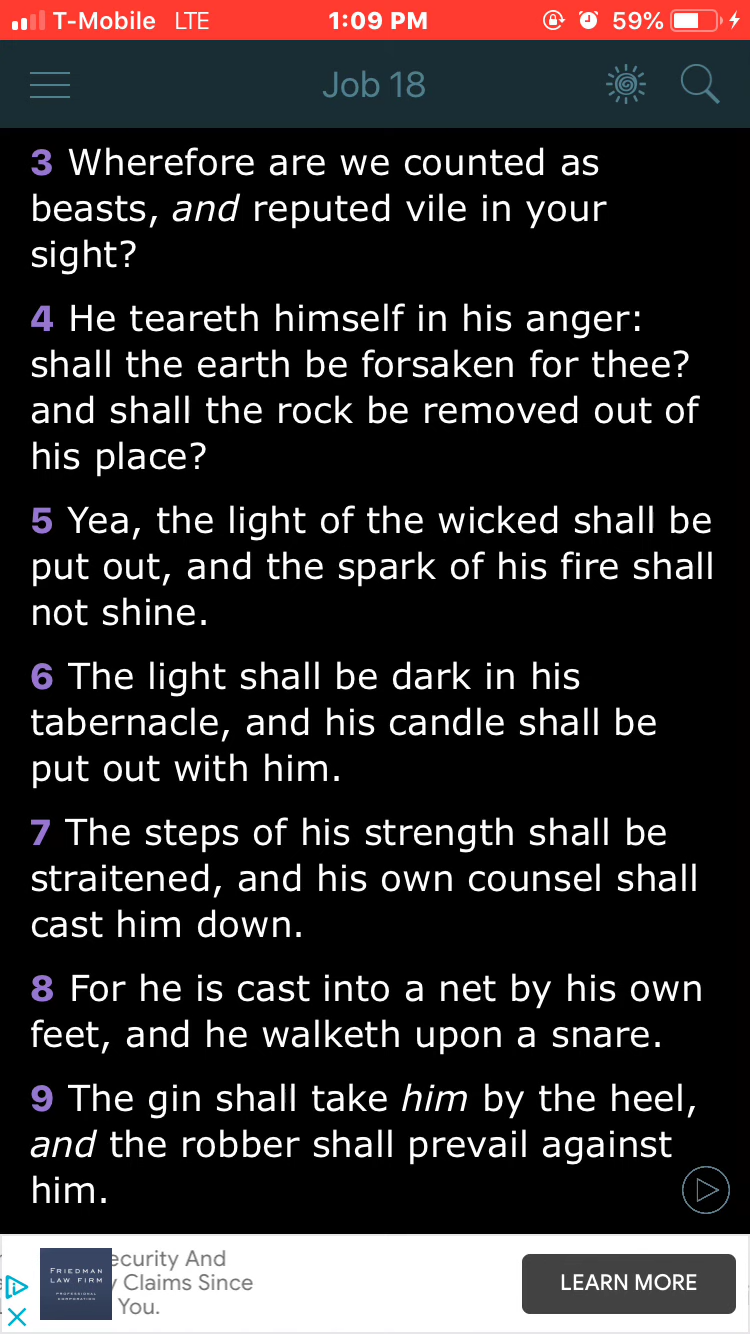 T-Mobile LTE 1:09 PM 59%
Job 18
3 Wherefore are we counted as
beasts, and reputed vile in your
sight?
4 He teareth himself in his anger:
shall the earth be forsaken for thee?
and shall the rock be removed out of
his place?
5 Yea, the light of the wicked shall be
put out, and the spark of his fire shall
not shine.
6 The light shall be dark in his
tabernacle, and his candle shall be
put out with him.
7 The steps of his strength shall be
straitened, and his own counsel shall
cast him down.
8 For he is cast into a net by his own
feet, and he walketh upon a snare.
9 The gin shall take him by the heel,
and the robber shall prevail against
him.
FRIEDMAN
LAW FIRM
PROFESSIONAL
CORPORATION
ecurity And
y Claims Since
You.
LEARN MORE